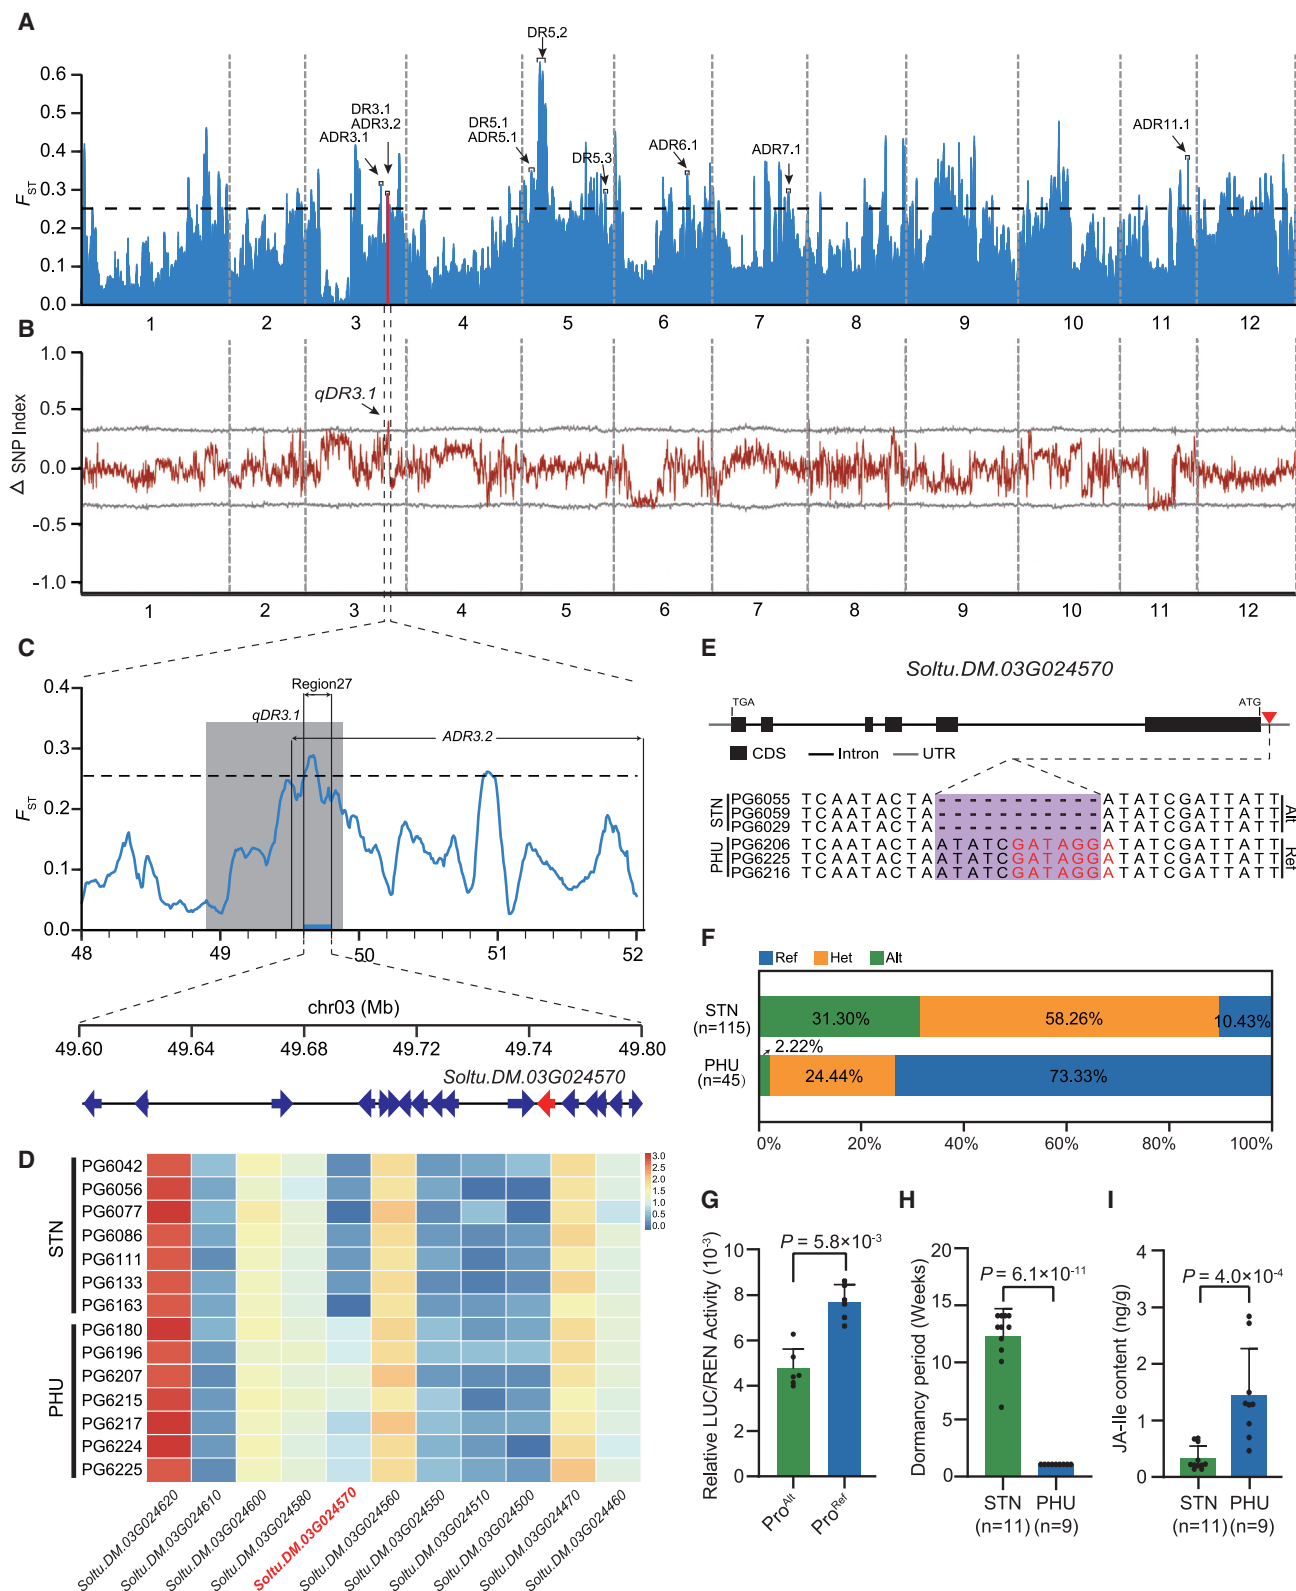 A
DR5.2
0.6
0.5
DR3.1
ADR3.2
ADR3.1
DR5.1
ADR5.1
DR5.3
ADR6.1
ADR7.1
ADR11.1
0.4
0.3
0.2
0.1
0.0
F_ST
1 2 3 4 5 6 7 8 9 10 11 12
B
1.0
0.5
0.0
-0.5
-1.0
Δ SNP Index
qDR3.1
1 2 3 4 5 6 7 8 9 10 11 12
C
0.4
0.3
0.2
0.1
0.0
F_ST
Region27
qDR3.1
ADR3.2
48 49 50 51 52
chr03 (Mb)
49.60 49.64 49.68 49.72 49.74 49.80
Soltu.DM.03G024570
D
STN
PG6042
PG6056
PG6077
PG6086
PG6111
PG6133
PG6163
PHU
PG6180
PG6196
PG6207
PG6215
PG6217
PG6224
PG6225
3.0
2.5
2.0
1.5
1.0
0.5
0.0
Soltu.DM.03G024620
Soltu.DM.03G024610
Soltu.DM.03G024600
Soltu.DM.03G024580
Soltu.DM.03G024570
Soltu.DM.03G024560
Soltu.DM.03G024550
Soltu.DM.03G024510
Soltu.DM.03G024500
Soltu.DM.03G024470
Soltu.DM.03G024460
E
Soltu.DM.03G024570
TGA ATG
CDS Intron UTR
STN
PG6055 TCAATACTA----------ATATCGATTATT
PG6059 TCAATACTA----------ATATCGATTATT
PG6029 TCAATACTA----------ATATCGATTATT
Alt
PHU
PG6206 TCAATACTAATATCGATAGGATATCGATTATT
PG6225 TCAATACTAATATCGATAGGATATCGATTATT
PG6216 TCAATACTAATATCGATAGGATATCGATTATT
Ref
F
Ref Het Alt
STN
(n=115)
31.30% 58.26% 10.43%
2.22%
PHU
(n=45)
24.44% 73.33%
0% 20% 40% 60% 80% 100%
G
Relative LUC/REN Activity (10⁻³)
P = 5.8×10⁻³
10
8
6
4
2
0
Pro^Alt Pro^Ref
H
Dormancy period (Weeks)
P = 6.1×10⁻¹¹
20
15
10
5
0
STN PHU
(n=11) (n=9)
I
JA-Ile content (ng/g)
P = 4.0×10⁻⁴
4
3
2
1
0
STN PHU
(n=11) (n=9)